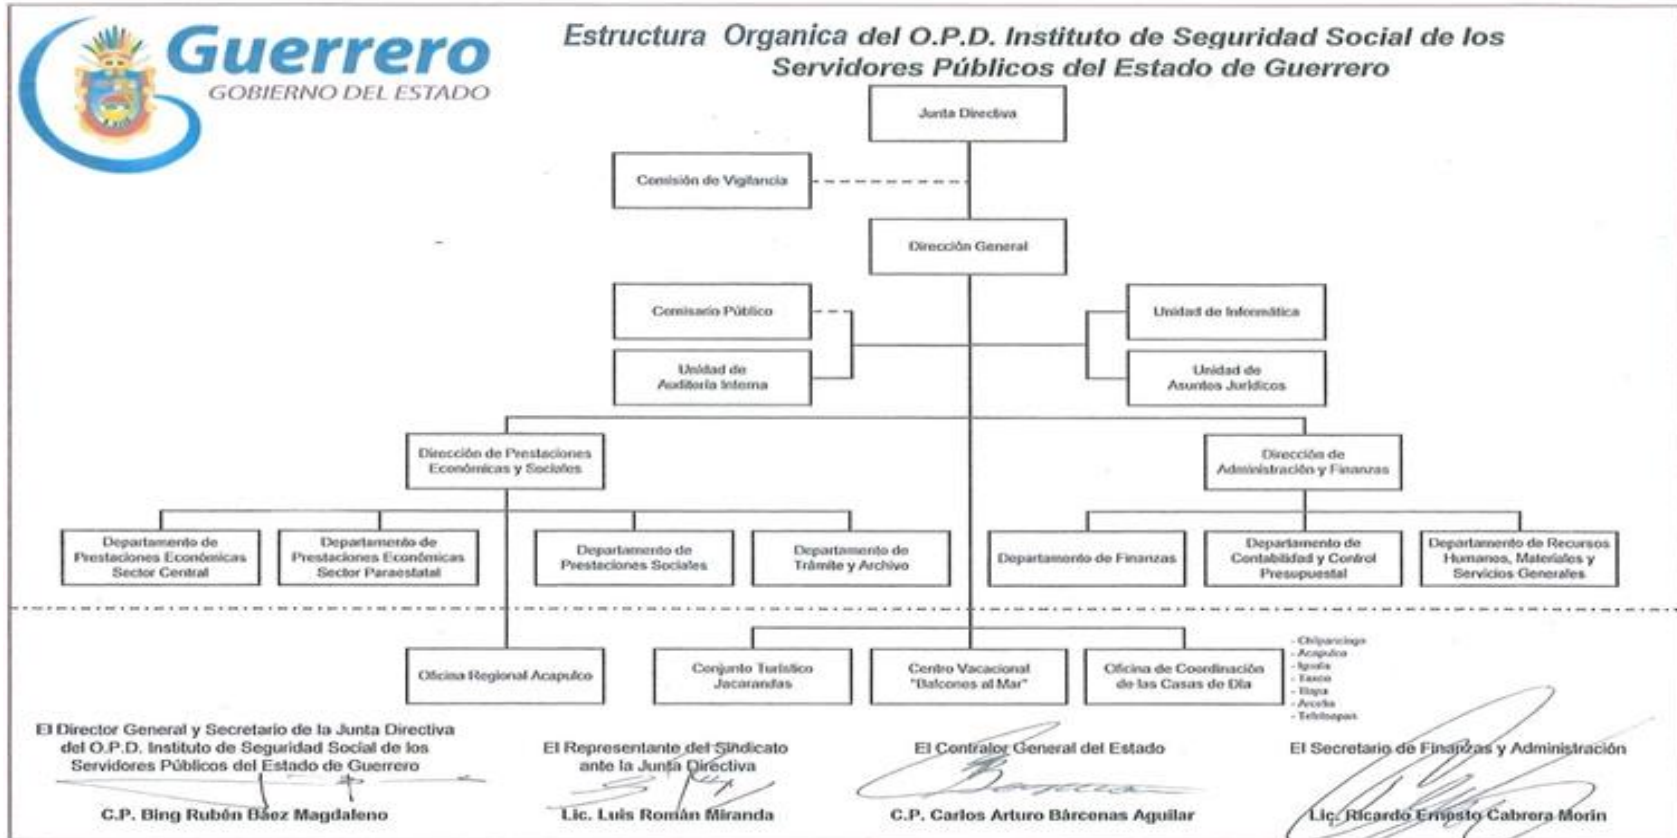 Guerrero
GOBIERNO DEL ESTADO
Estructura Organica del O.P.D. Instituto de Seguridad Social de los
Servidores Públicos del Estado de Guerrero
Junta Directiva
Comisión de Vigilancia
Dirección General
Comisario Público
Unidad de Informática
Unidad de
Auditoría Interna
Unidad de
Asuntos Jurídicos
Dirección de Prestaciones
Económicas y Sociales
Dirección de
Administración y Finanzas
Departamento de
Prestaciones Económicas
Sector Central
Departamento de
Prestaciones Económicas
Sector Paraestatal
Departamento de
Prestaciones Sociales
Departamento de
Trámite y Archivo
Departamento de Finanzas
Departamento de
Contabilidad y Control
Presupuestal
Departamento de Recursos
Humanos, Materiales y
Servicios Generales
Oficina Regional Acapulco
Conjunto Turístico
Jacarandas
Centro Vacacional
"Balcones al Mar"
Oficina de Coordinación
de las Casas de Día
- Chilpancingo
- Acapulco
- Iguala
- Taxco
- Tlapa
- Arcelia
- Teloloapan
El Director General y Secretario de la Junta Directiva
del O.P.D. Instituto de Seguridad Social de los
Servidores Públicos del Estado de Guerrero
C.P. Bing Rubén Báez Magdaleno
El Representante del Sindicato
ante la Junta Directiva
Lic. Luis Román Miranda
El Contralor General del Estado
C.P. Carlos Arturo Bárcenas Aguilar
El Secretario de Finanzas y Administración
Lic. Ricardo Ernesto Cabrera Morin